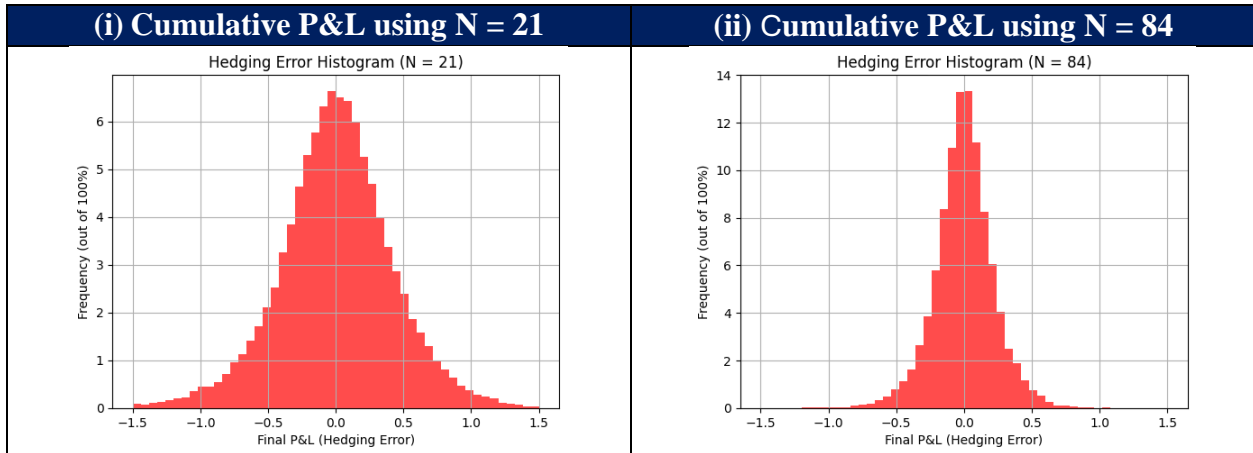 (i) Cumulative P&L using N = 21
Hedging Error Histogram (N = 21)
Frequency (out of 100%)
6
5
4
3
2
1
0
−1.5 −1.0 −0.5 0.0 0.5 1.0 1.5
Final P&L (Hedging Error)
(ii) Cumulative P&L using N = 84
Hedging Error Histogram (N = 84)
Frequency (out of 100%)
14
12
10
8
6
4
2
0
−1.5 −1.0 −0.5 0.0 0.5 1.0 1.5
Final P&L (Hedging Error)